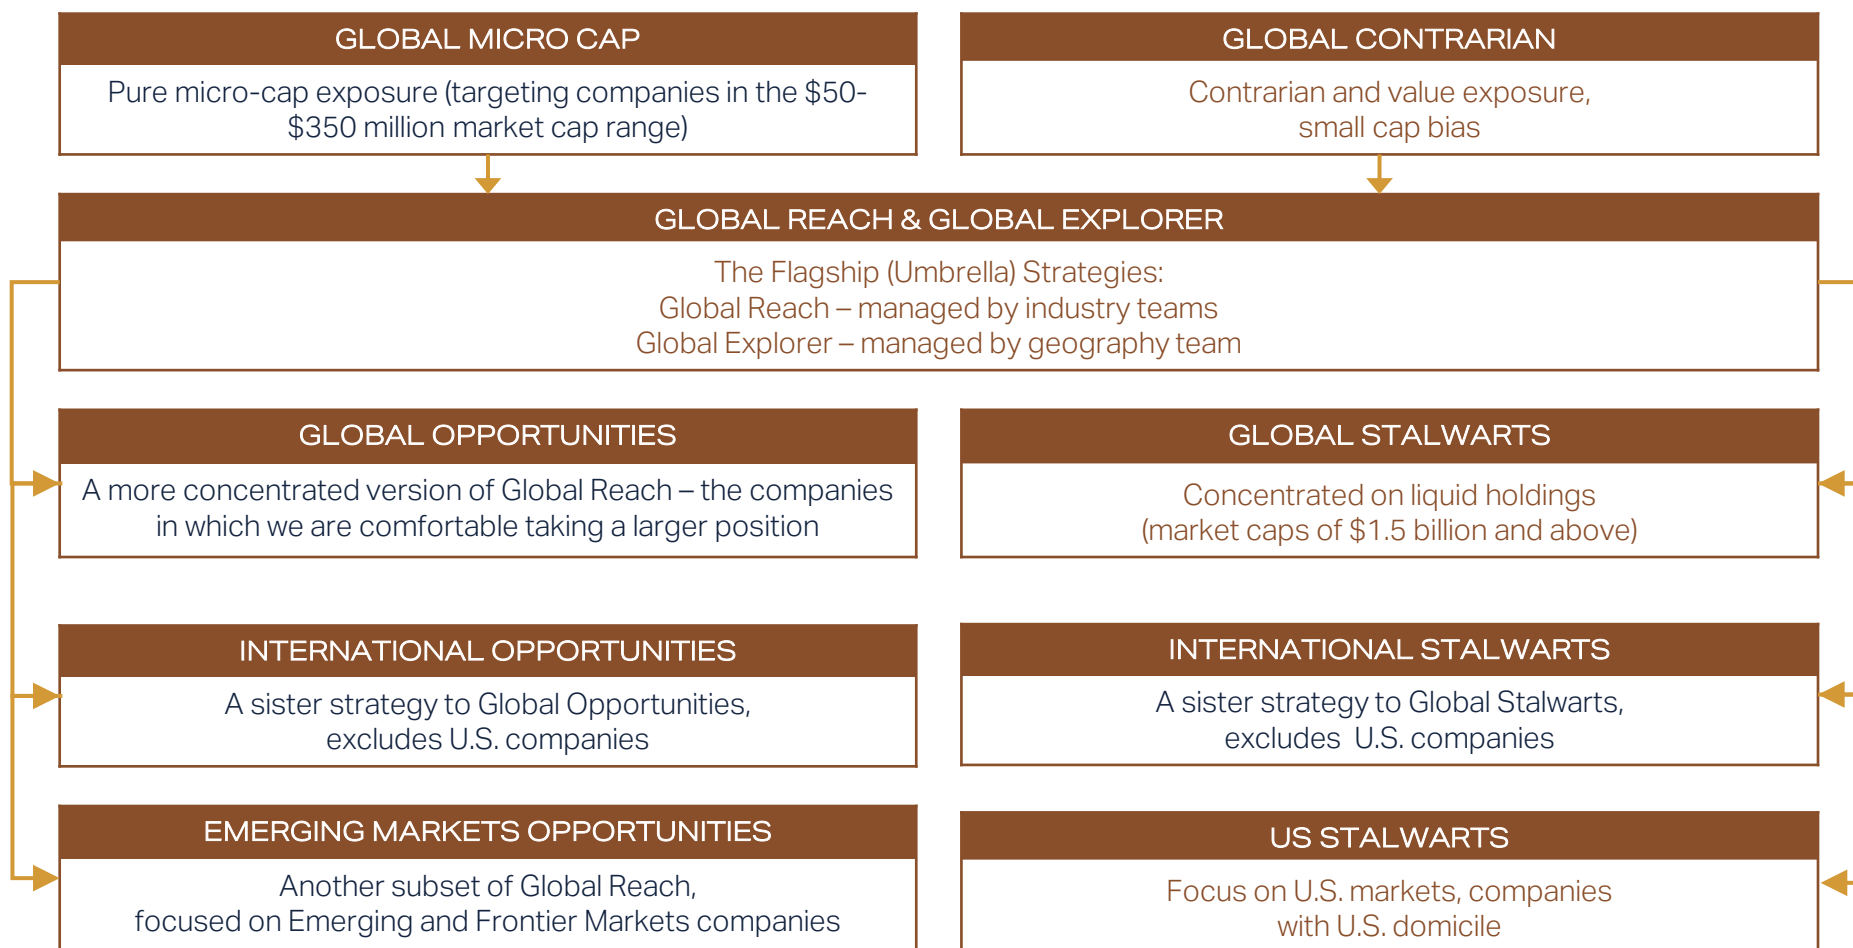 GLOBAL MICRO CAP
Pure micro-cap exposure (targeting companies in the $50-
$350 million market cap range)
GLOBAL CONTRARIAN
Contrarian and value exposure,
small cap bias
GLOBAL REACH & GLOBAL EXPLORER
The Flagship (Umbrella) Strategies:
Global Reach – managed by industry teams
Global Explorer – managed by geography team
GLOBAL OPPORTUNITIES
A more concentrated version of Global Reach – the companies
in which we are comfortable taking a larger position
GLOBAL STALWARTS
Concentrated on liquid holdings
(market caps of $1.5 billion and above)
INTERNATIONAL OPPORTUNITIES
A sister strategy to Global Opportunities,
excludes U.S. companies
INTERNATIONAL STALWARTS
A sister strategy to Global Stalwarts,
excludes  U.S. companies
EMERGING MARKETS OPPORTUNITIES
Another subset of Global Reach,
focused on Emerging and Frontier Markets companies
US STALWARTS
Focus on U.S. markets, companies
with U.S. domicile